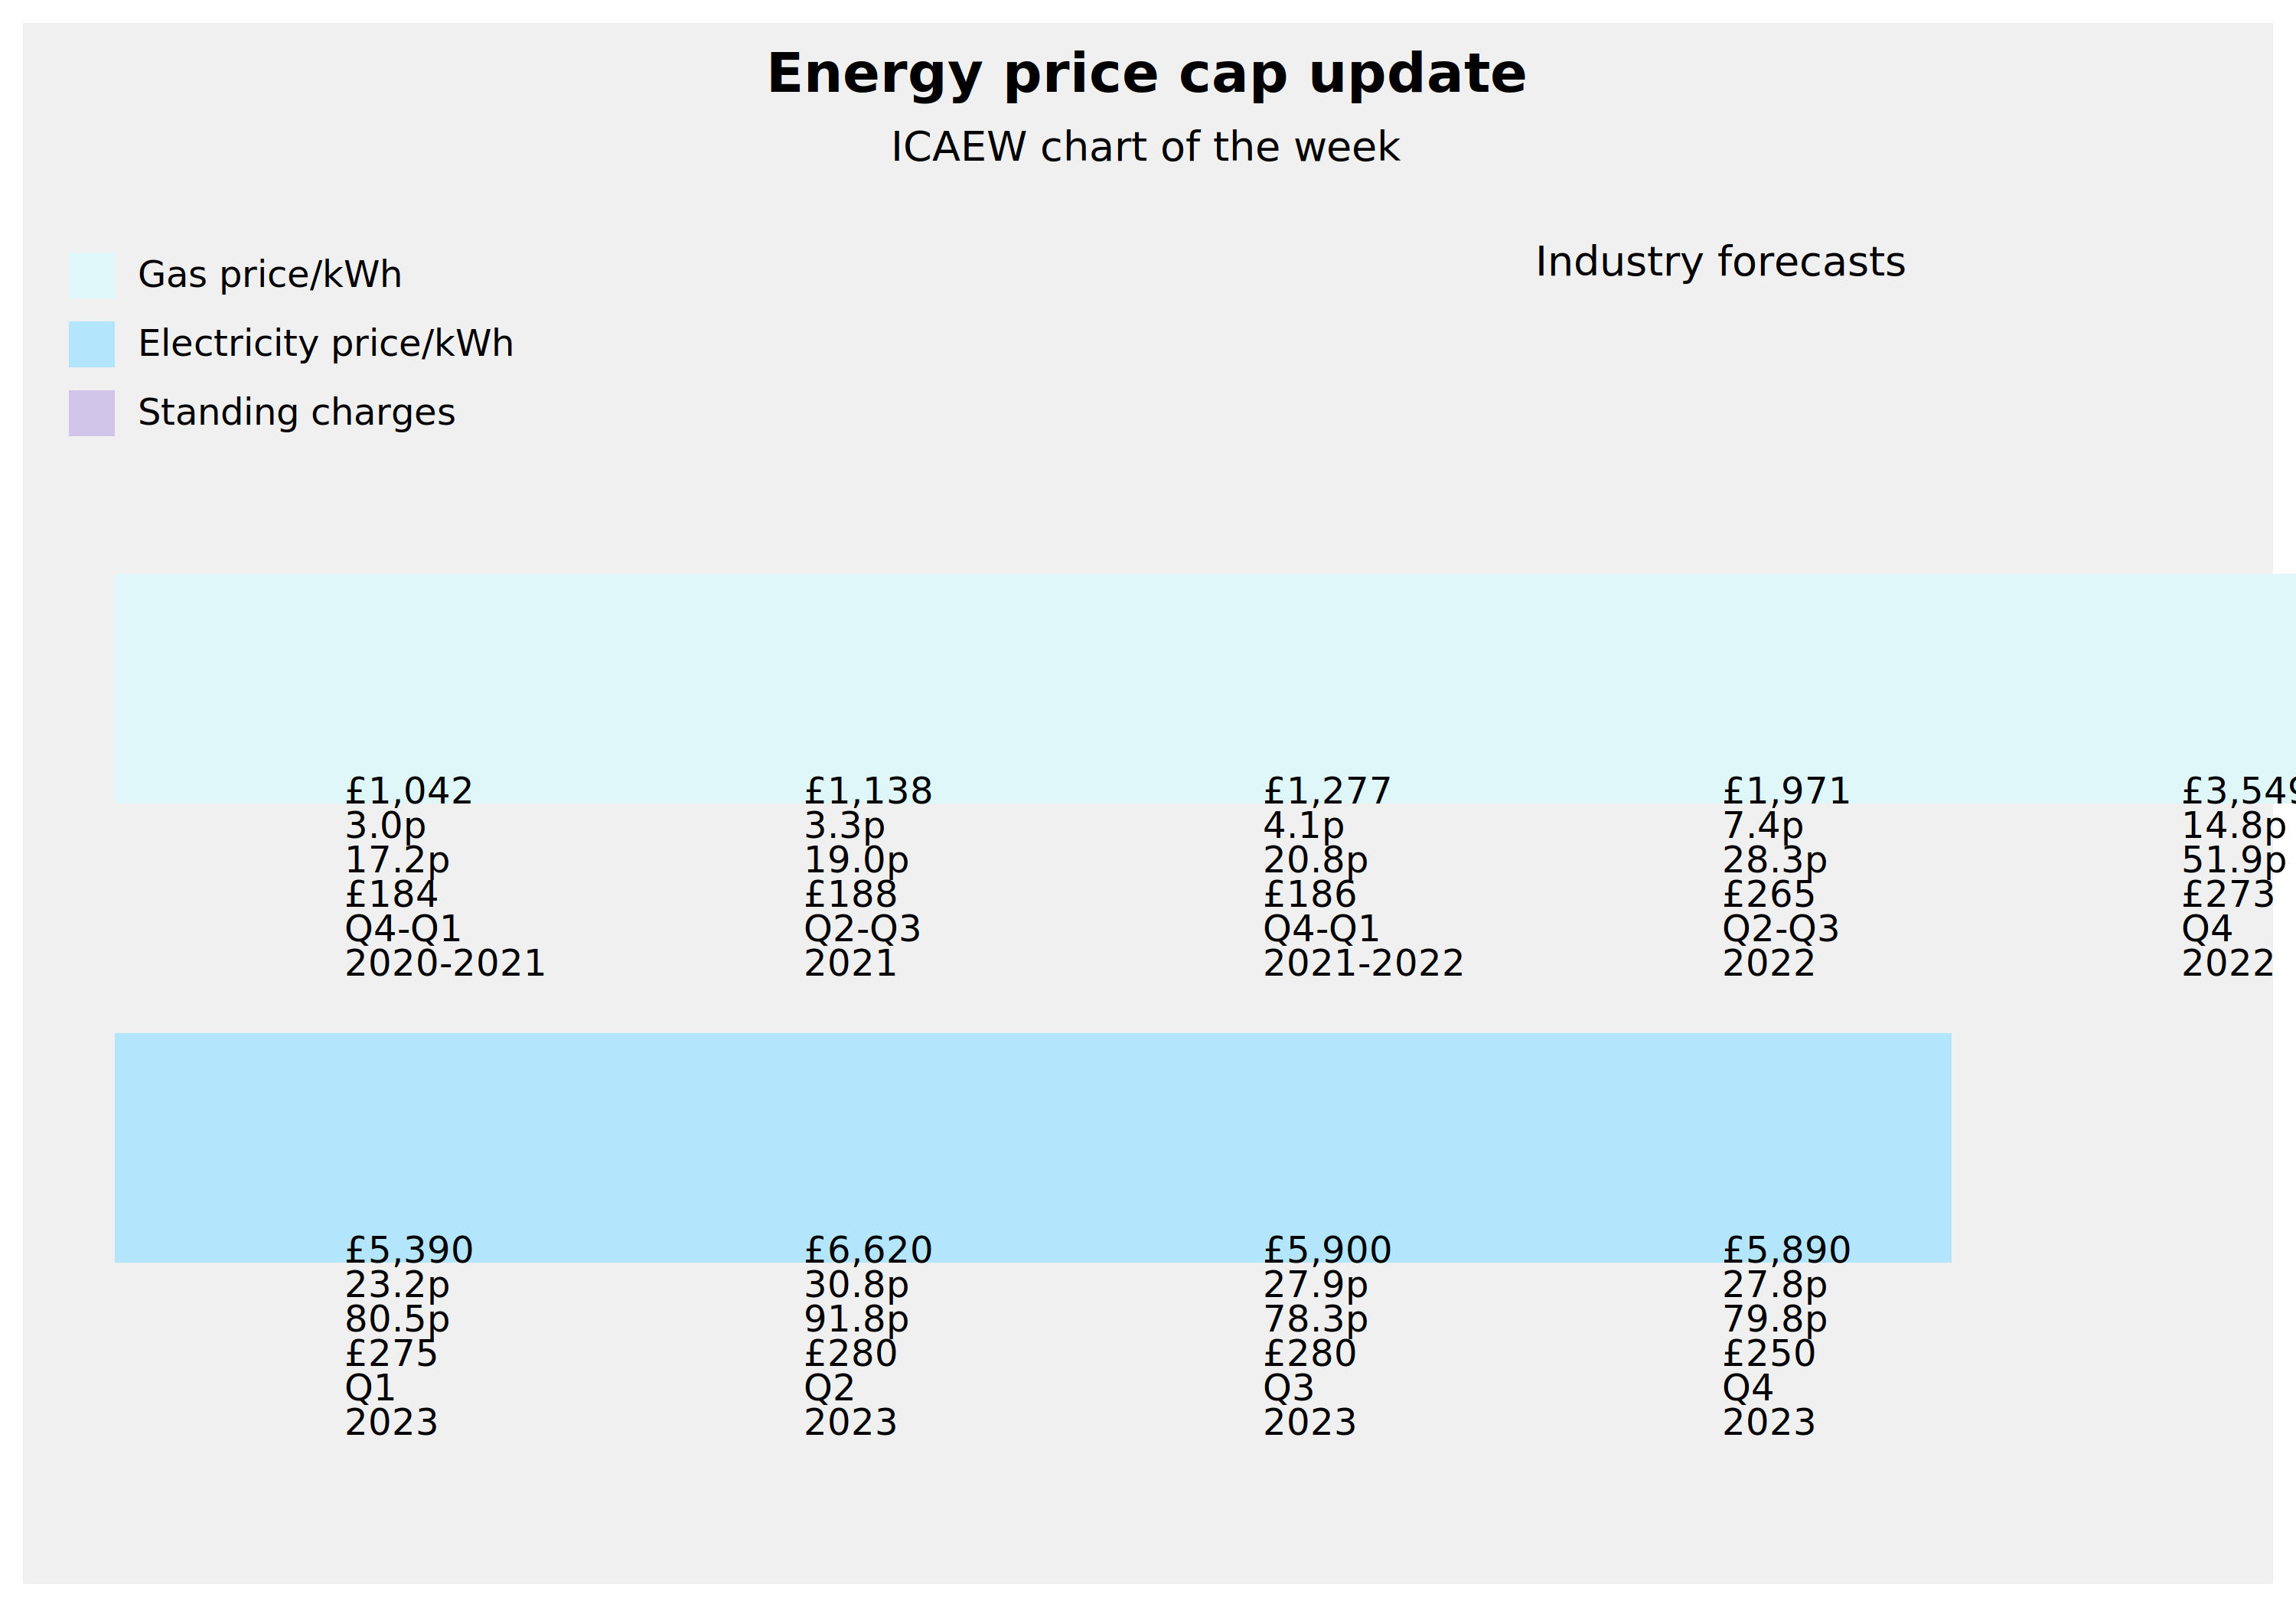 Energy price cap update
ICAEW chart of the week
Industry forecasts
Gas price/kWh
Electricity price/kWh
Standing charges
£1,042
3.0p
17.2p
£184
Q4-Q1
2020-2021
£1,138
3.3p
19.0p
£188
Q2-Q3
2021
£1,277
4.1p
20.8p
£186
Q4-Q1
2021-2022
£1,971
7.4p
28.3p
£265
Q2-Q3
2022
£3,549
14.8p
51.9p
£273
Q4
2022
£5,390
23.2p
80.5p
£275
Q1
2023
£6,620
30.8p
91.8p
£280
Q2
2023
£5,900
27.9p
78.3p
£280
Q3
2023
£5,890
27.8p
79.8p
£250
Q4
2023